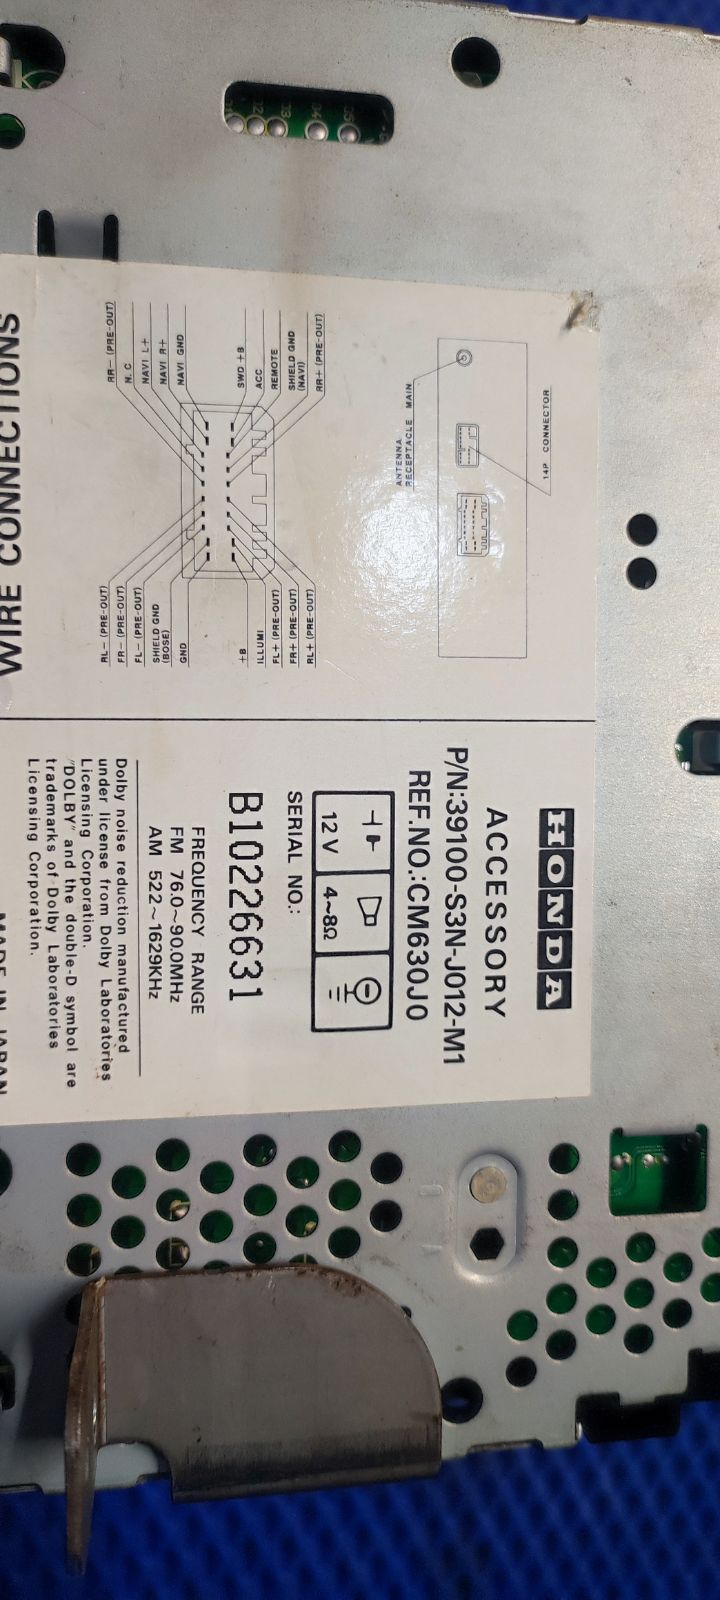 WIRE CONNECTIONS
14P CONNECTOR
ANTENNA
RECEPTACLE MAIN
RR+ (PRE-OUT)
SHIELD GND
(NAVI)
REMOTE
ACC
SWD +B
NAVI GND
NAVI R+
NAVI L+
N.C
RR- (PRE-OUT)
RL+ (PRE-OUT)
FR+ (PRE-OUT)
FL+ (PRE-OUT)
ILLUMI
+B
GND
SHIELD GND
(BOSE)
FL- (PRE-OUT)
FR- (PRE-OUT)
RL- (PRE-OUT)
HONDA
ACCESSORY
P/N:39100-S3N-J012-M1
REF.NO.:CM630J0
12V 4~8Ω
SERIAL NO.:
B10226631
FREQUENCY RANGE
FM 76.0~90.0MHz
AM 522~1629KHz
Dolby noise reduction manufactured
under license from Dolby Laboratories
Licensing Corporation.
"DOLBY" and the double-D symbol are
trademarks of Dolby Laboratories
Licensing Corporation.
MADE IN JAPAN